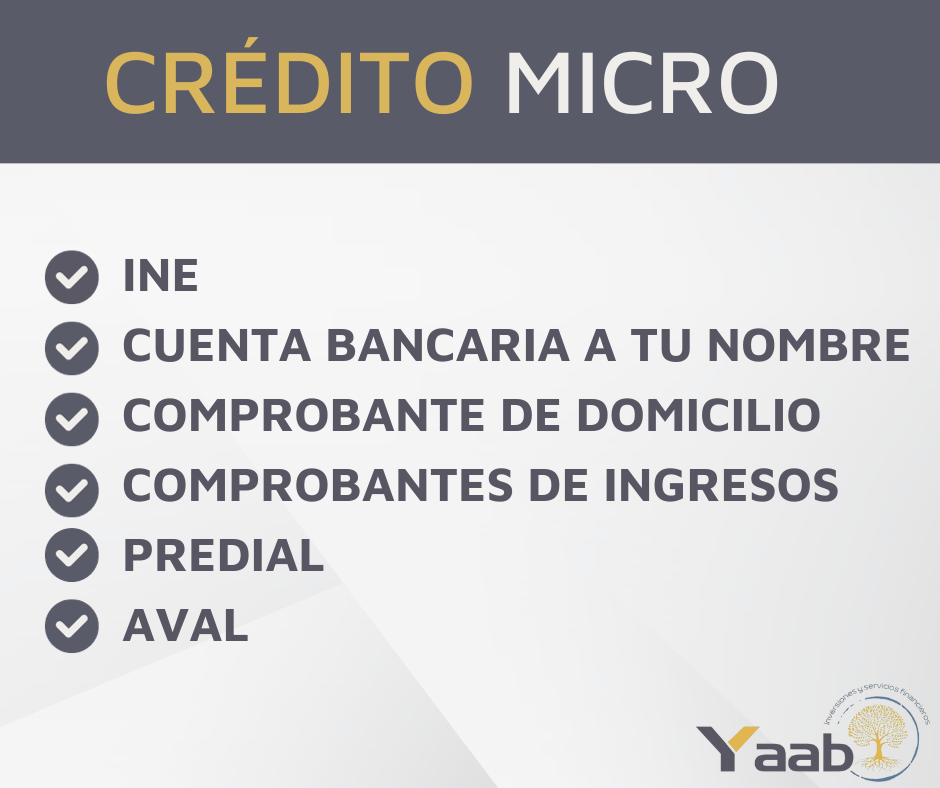 CRÉDITO MICRO
INE
CUENTA BANCARIA A TU NOMBRE
COMPROBANTE DE DOMICILIO
COMPROBANTES DE INGRESOS
PREDIAL
AVAL
inversiones y servicios financieros
Yaab